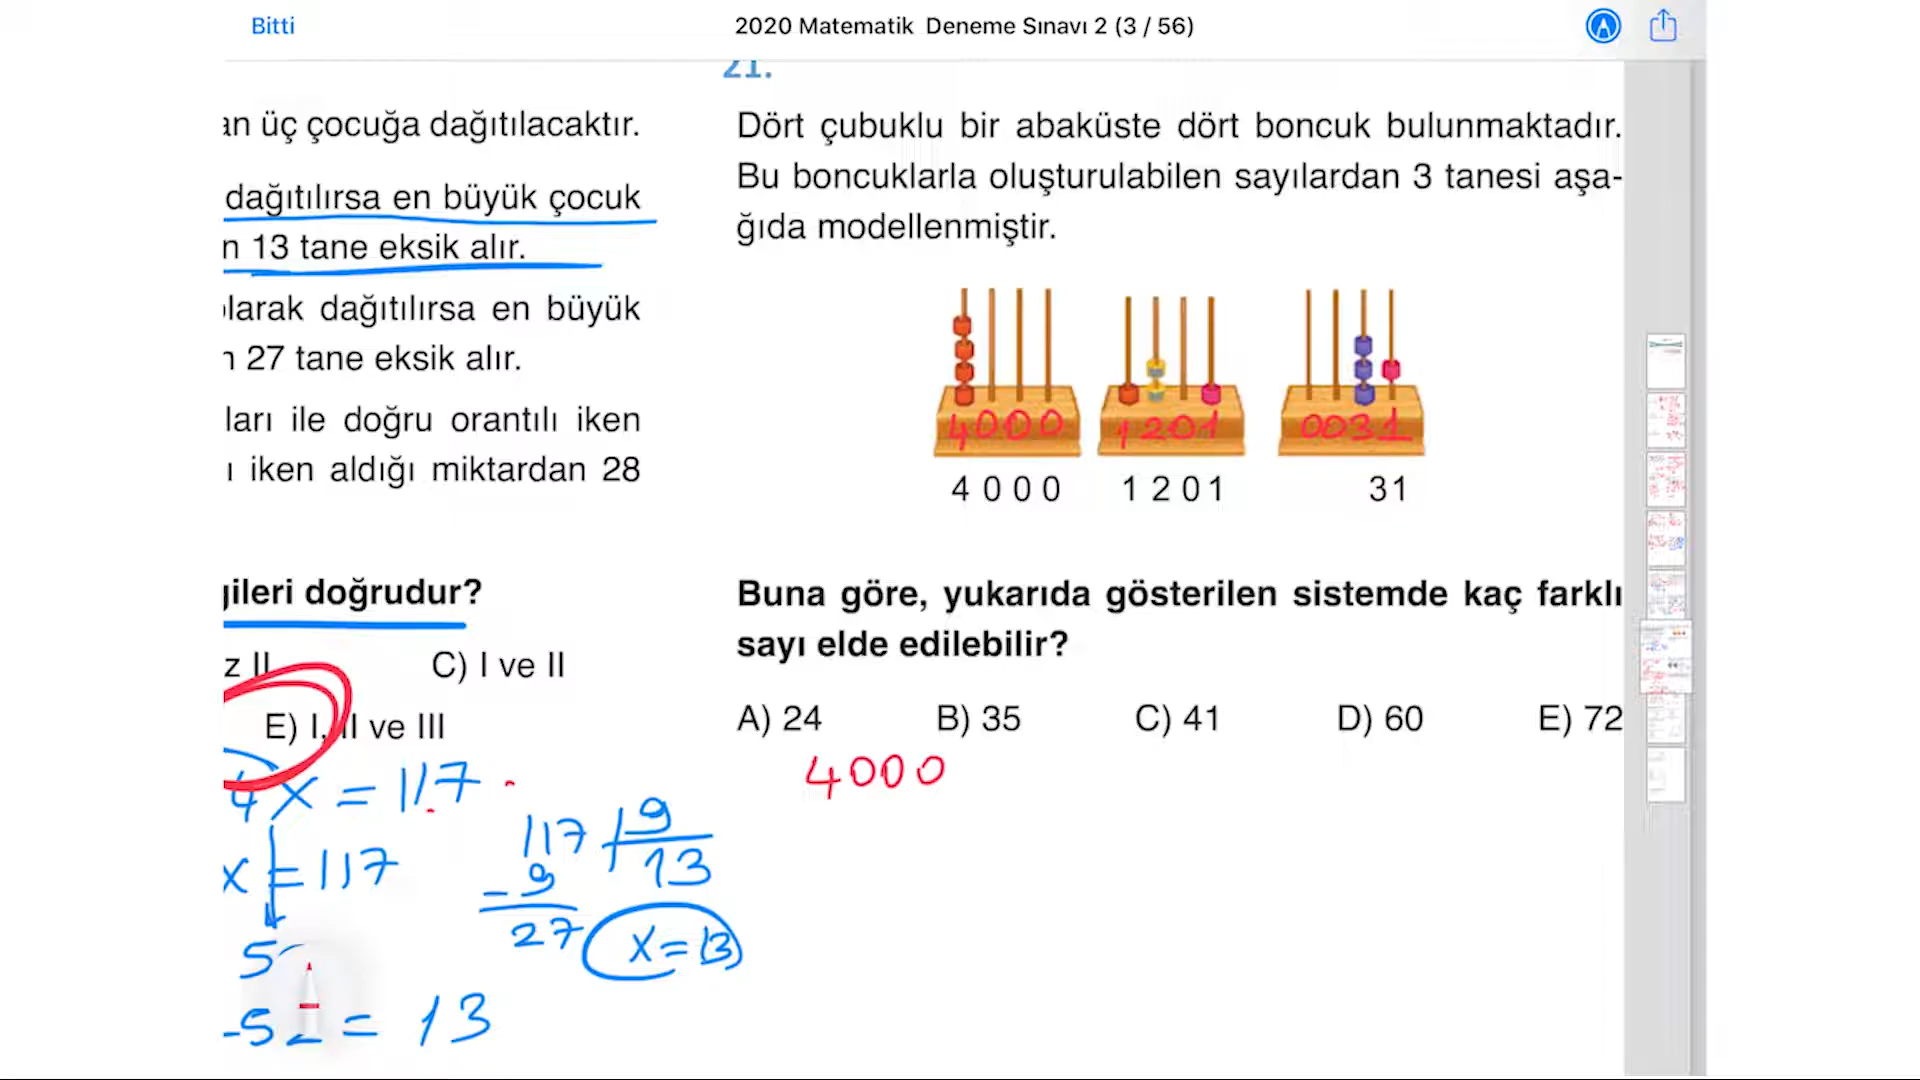 Bitti
2020 Matematik Deneme Sınavı 2 (3 / 56)
an üç çocuğa dağıtılacaktır.
dağıtılırsa en büyük çocuk
n 13 tane eksik alır.
larak dağıtılırsa en büyük
27 tane eksik alır.
ları ile doğru orantılı iken
iken aldığı miktardan 28
gileri doğrudur?
z II
C) I ve II
E) I, II ve III
4x = 117
x = 117
5
-52 = 13
117 9
13
- 9
27
x=13
21.
Dört çubuklu bir abaküste dört boncuk bulunmaktadır.
Bu boncuklarla oluşturulabilen sayılardan 3 tanesi aşa-
ğıda modellenmiştir.
4000 1201 0031
4 0 0 0 1 2 0 1 31
Buna göre, yukarıda gösterilen sistemde kaç farklı
sayı elde edilebilir?
A) 24 B) 35 C) 41 D) 60 E) 72
4000